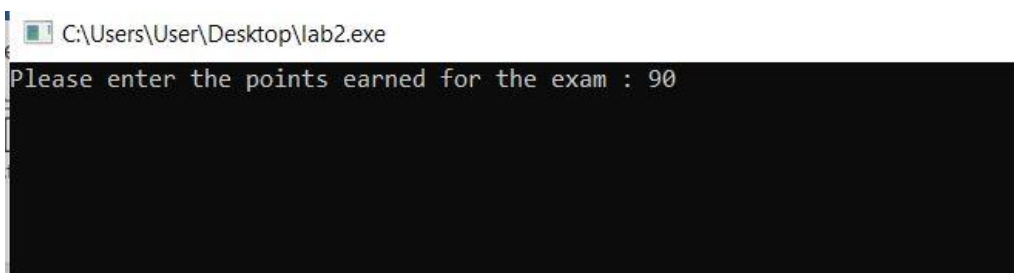 C:\Users\User\Desktop\lab2.exe
Please enter the points earned for the exam : 90